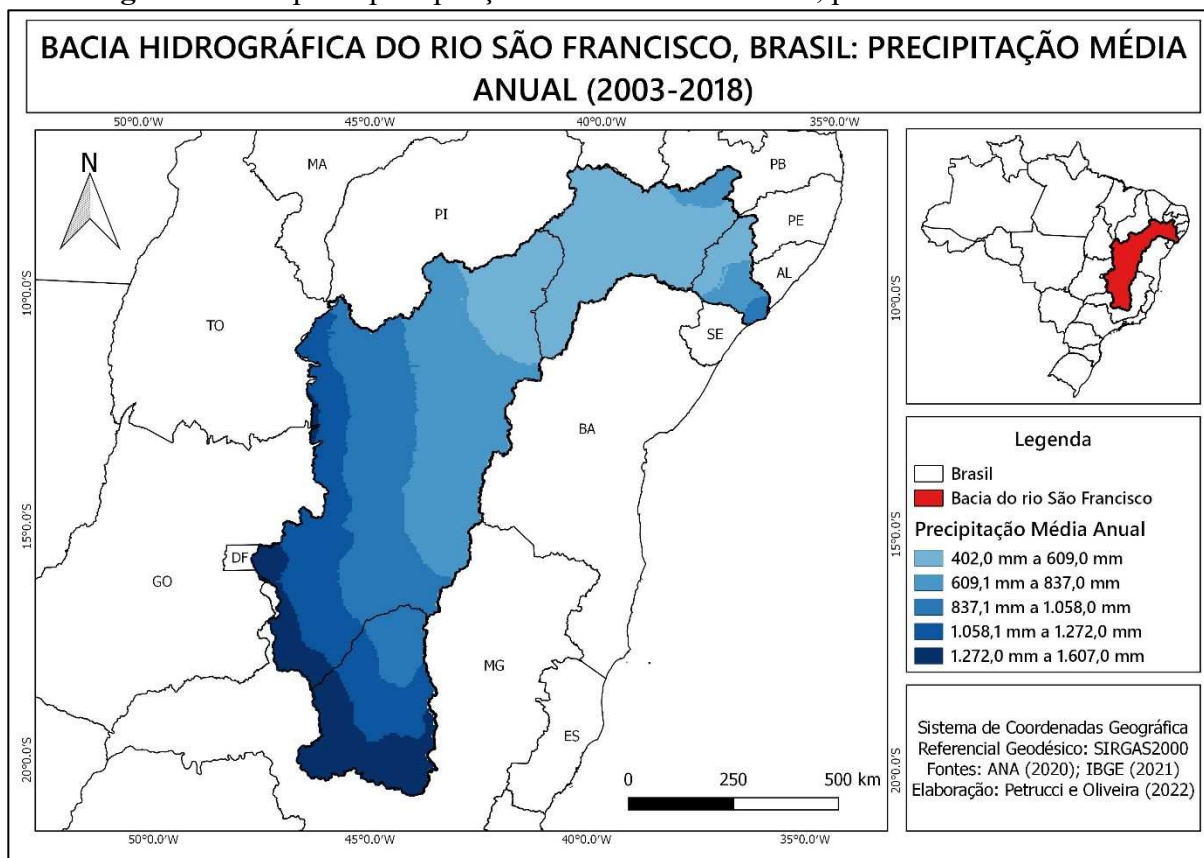 BACIA HIDROGRÁFICA DO RIO SÃO FRANCISCO, BRASIL: PRECIPITAÇÃO MÉDIA
ANUAL (2003-2018)
50°0.0'W
45°0.0'W
40°0.0'W
35°0.0'W
N
MA
PI
PB
PE
AL
SE
TO
BA
DF
GO
MG
ES
10°0.0'S
15°0.0'S
20°0.0'S
10°0.0'S
15°0.0'S
20°0.0'S
0 250 500 km
50°0.0'W
45°0.0'W
40°0.0'W
35°0.0'W
Legenda
Brasil
Bacia do rio São Francisco
Precipitação Média Anual
402,0 mm a 609,0 mm
609,1 mm a 837,0 mm
837,1 mm a 1.058,0 mm
1.058,1 mm a 1.272,0 mm
1.272,0 mm a 1.607,0 mm
Sistema de Coordenadas Geográfica
Referencial Geodésico: SIRGAS2000
Fontes: ANA (2020); IBGE (2021)
Elaboração: Petrucci e Oliveira (2022)